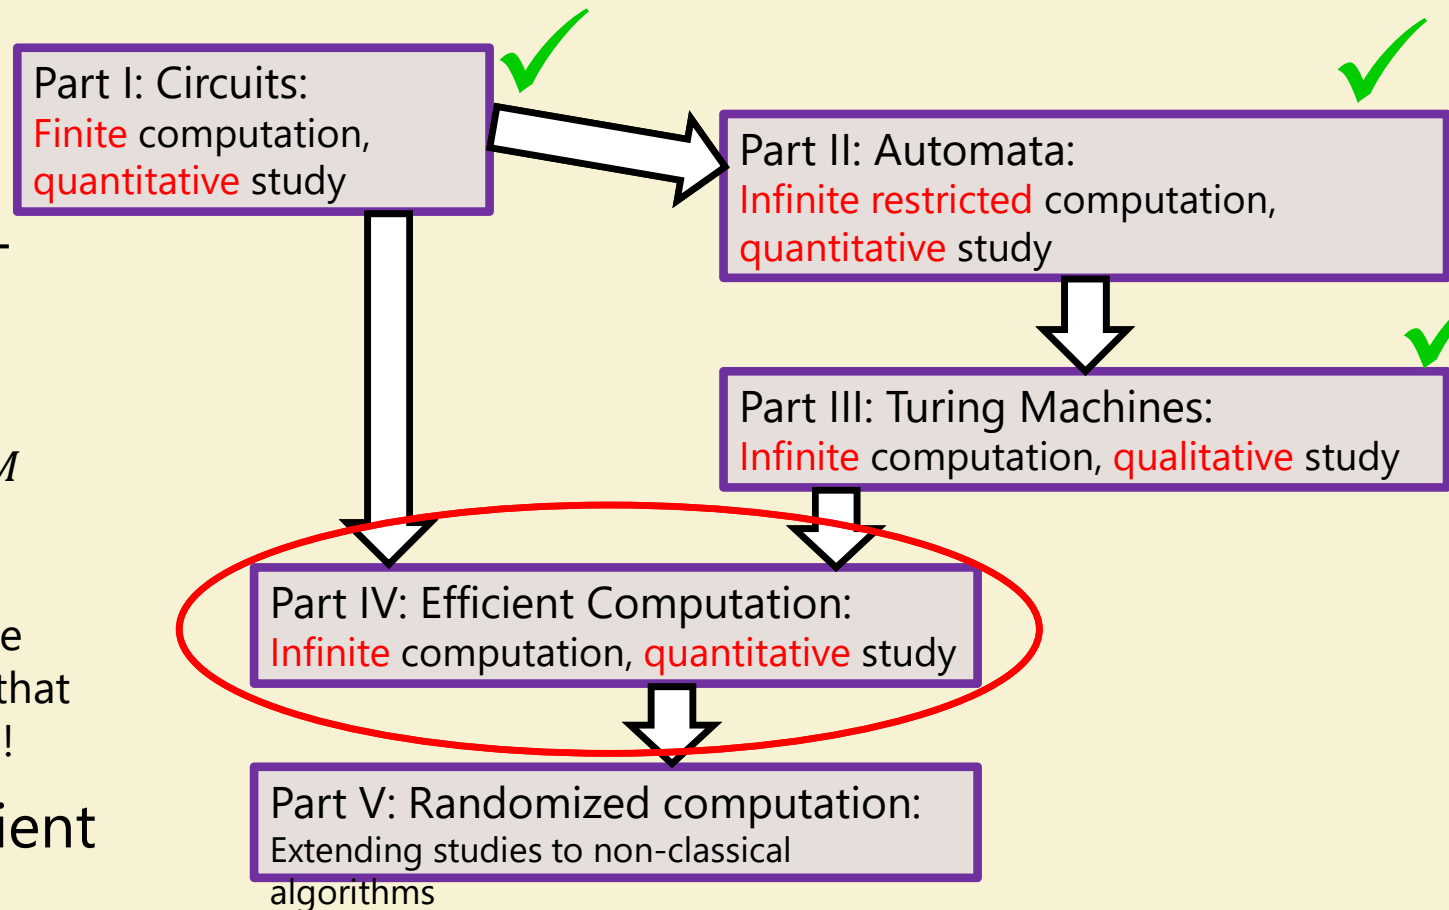 Part I: Circuits:
Finite computation,
quantitative study
Part II: Automata:
Infinite restricted computation,
quantitative study
Part III: Turing Machines:
Infinite computation, qualitative study
M
Part IV: Efficient Computation:
Infinite computation, quantitative study
that
!
Part V: Randomized computation:
Extending studies to non-classical
algorithms